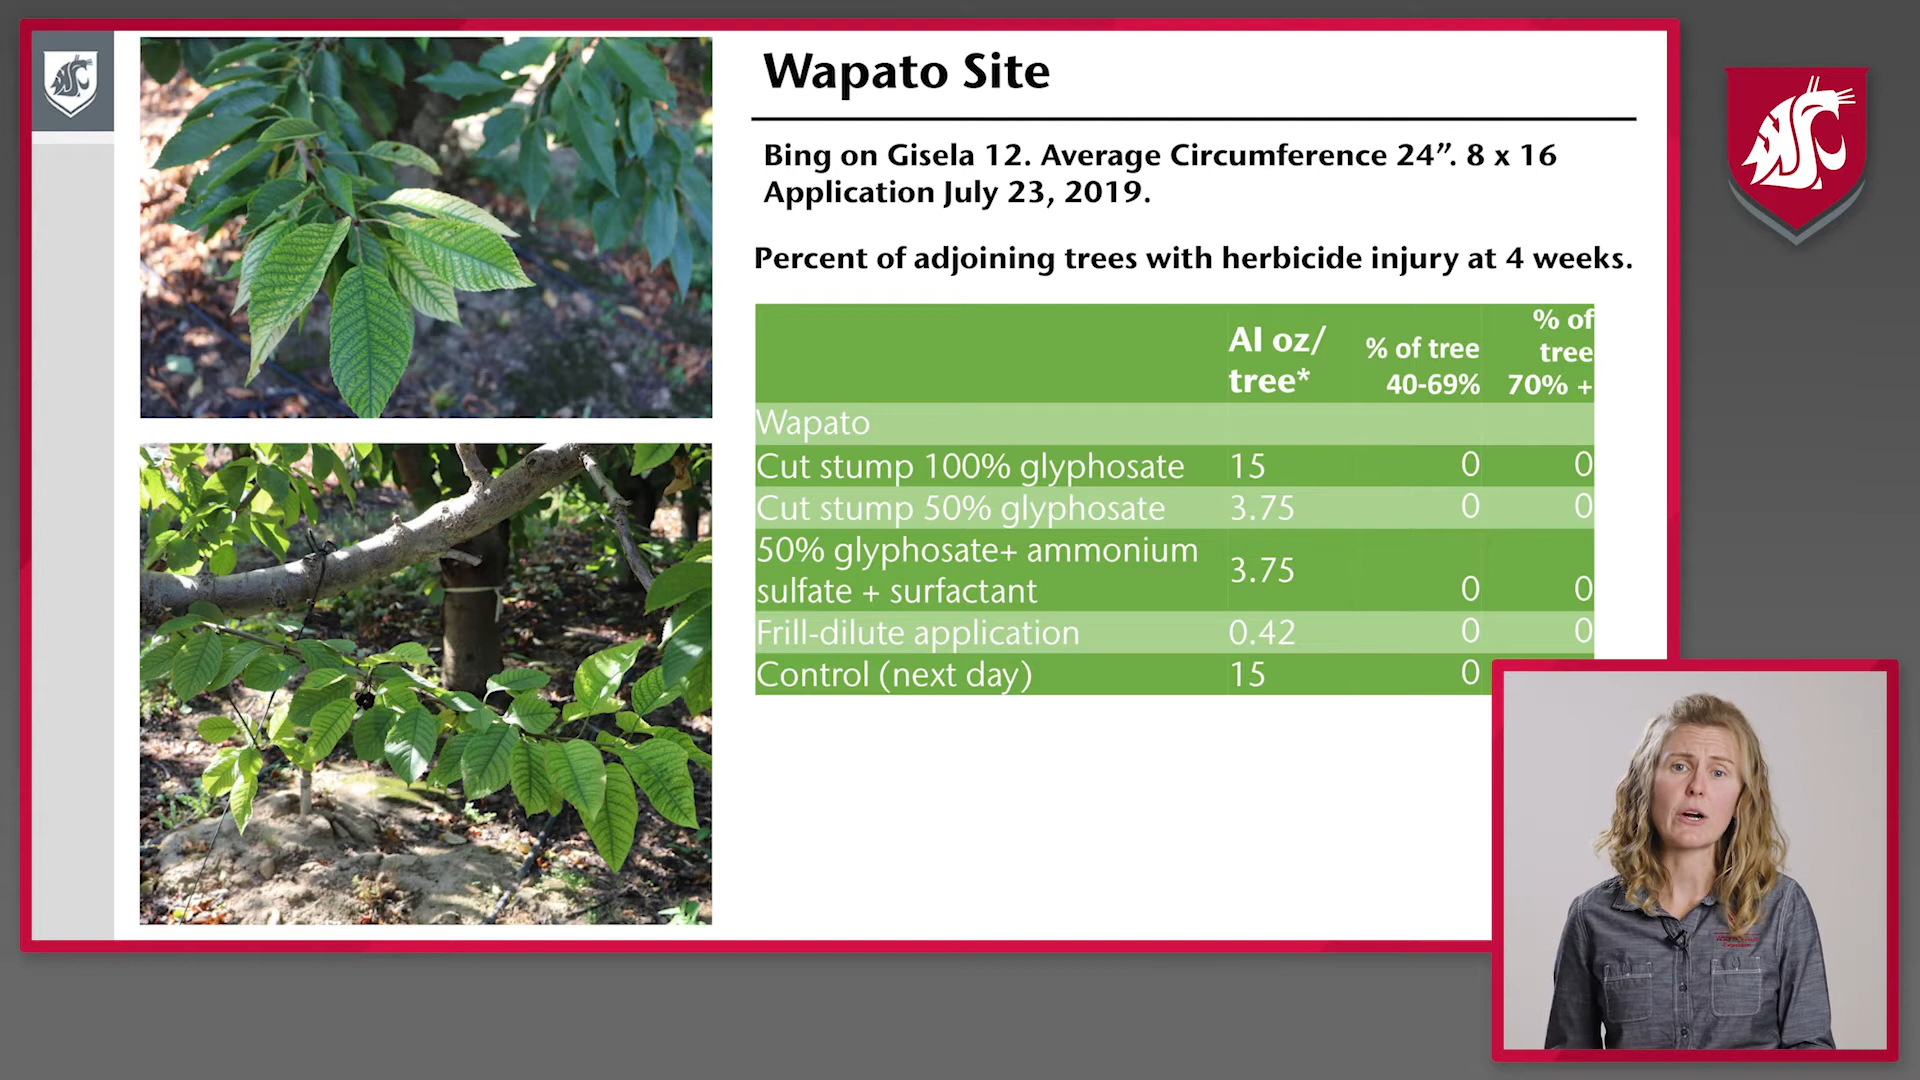 Wapato Site
Bing on Gisela 12. Average Circumference 24”. 8 x 16
Application July 23, 2019.
Percent of adjoining trees with herbicide injury at 4 weeks.
AI oz/ tree* % of tree 40-69% % of tree 70% +
Wapato
Cut stump 100% glyphosate 15 0 0
Cut stump 50% glyphosate 3.75 0 0
50% glyphosate+ ammonium
sulfate + surfactant 3.75 0 0
Frill-dilute application 0.42 0 0
Control (next day) 15 0